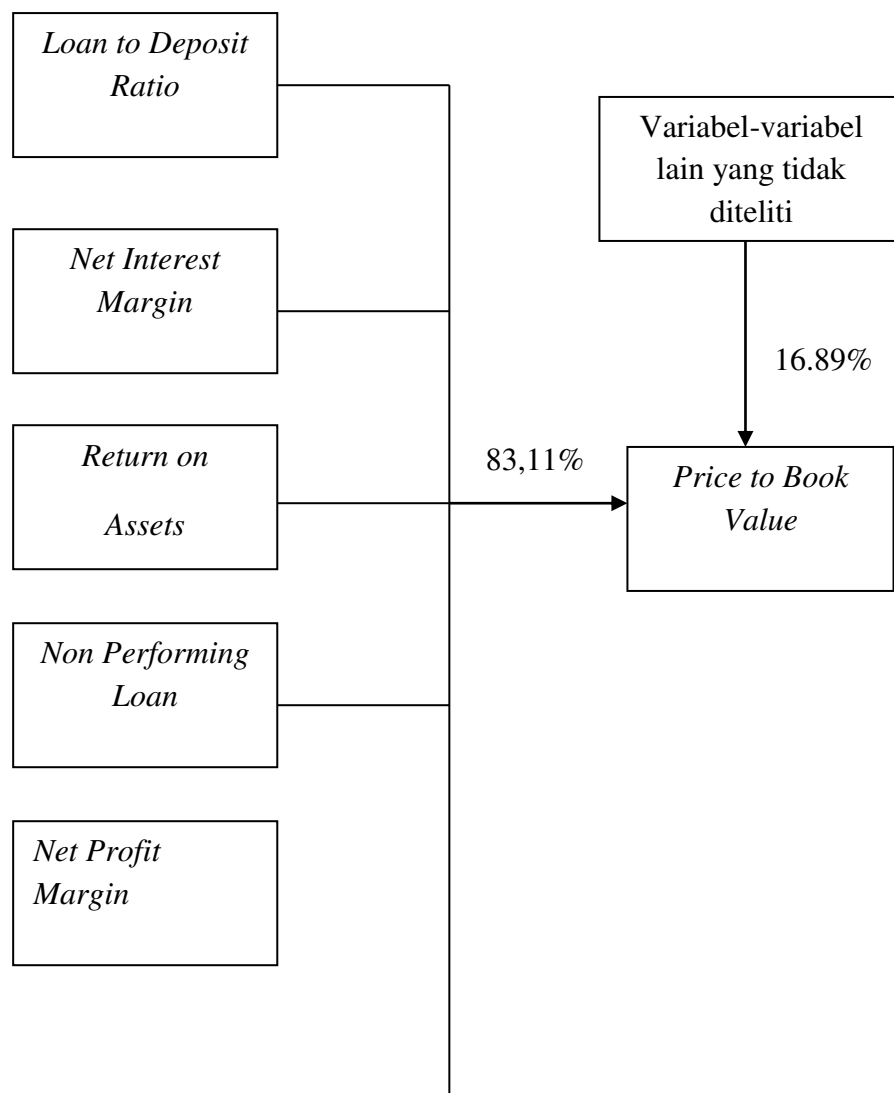 Loan to Deposit
Ratio
Variabel-variabel
lain yang tidak
diteliti
Net Interest
Margin
16.89%
Return on
Assets
83,11%
Price to Book
Value
Non Performing
Loan
Net Profit
Margin